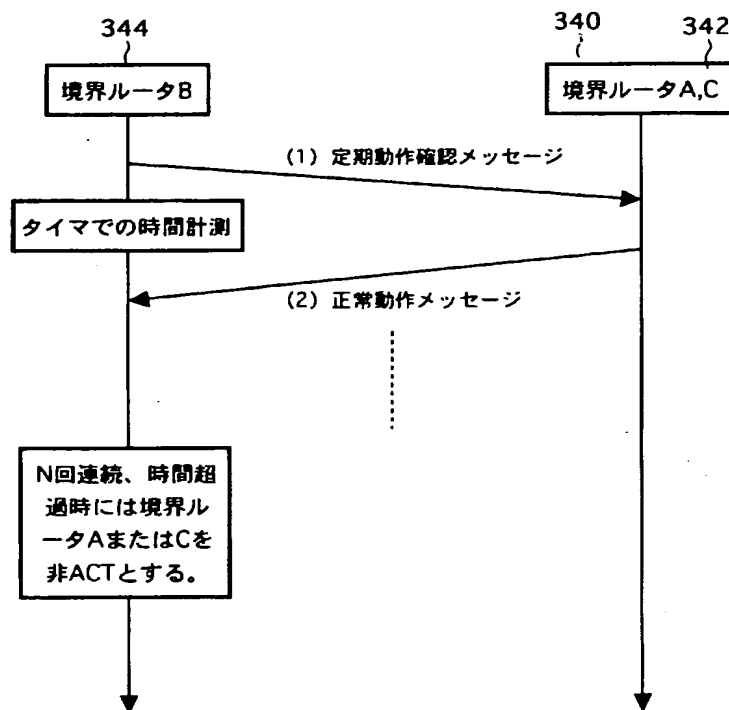 344
340
342
境界ルータB
境界ルータA,C
(1) 定期動作確認メッセージ
タイマでの時間計測
(2) 正常動作メッセージ
N回連続、時間超
過時には境界ル
ータAまたはCを
非ACTとする。